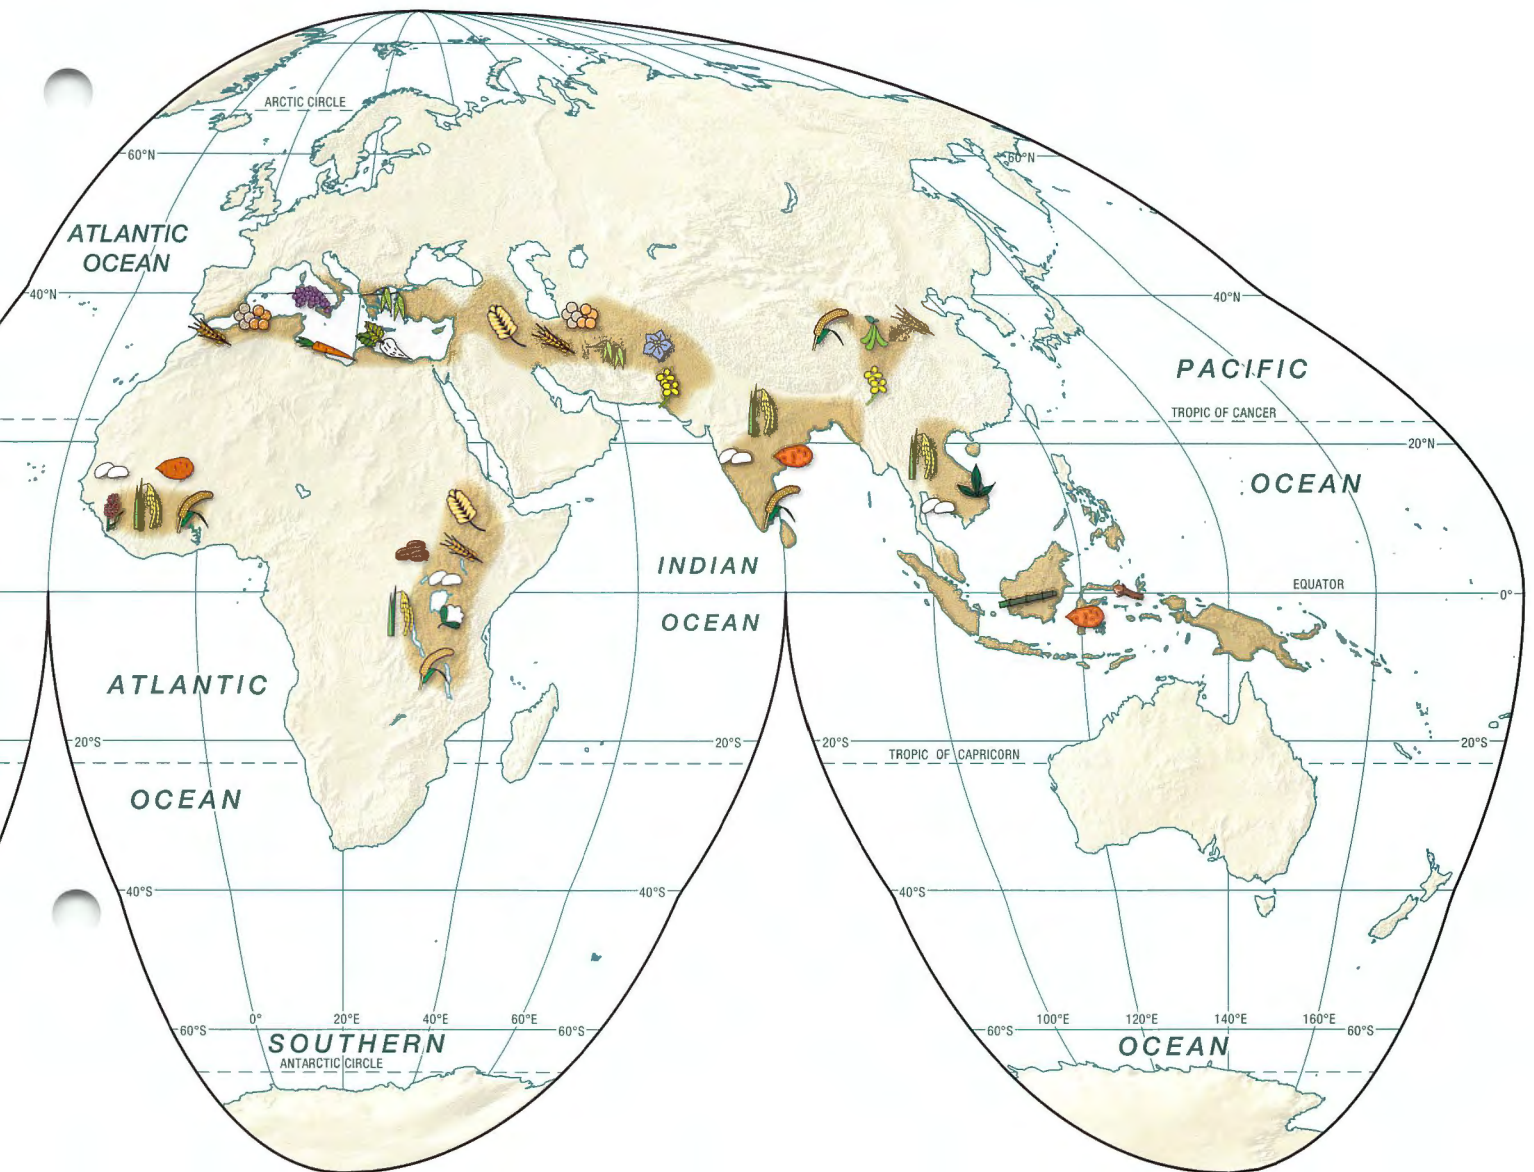 ARCTIC CIRCLE
60°N
60°N
ATLANTIC
OCEAN
40°N
40°N
PACIFIC
TROPIC OF CANCER
20°N
OCEAN
INDIAN
EQUATOR
0°
OCEAN
ATLANTIC
20°S
20°S
20°S
20°S
TROPIC OF CAPRICORN
OCEAN
40°S
40°S
40°S
0°
20°E
40°E
60°E
100°E
120°E
140°E
160°E
60°S
60°S
60°S
60°S
SOUTHERN
OCEAN
ANTARCTIC CIRCLE